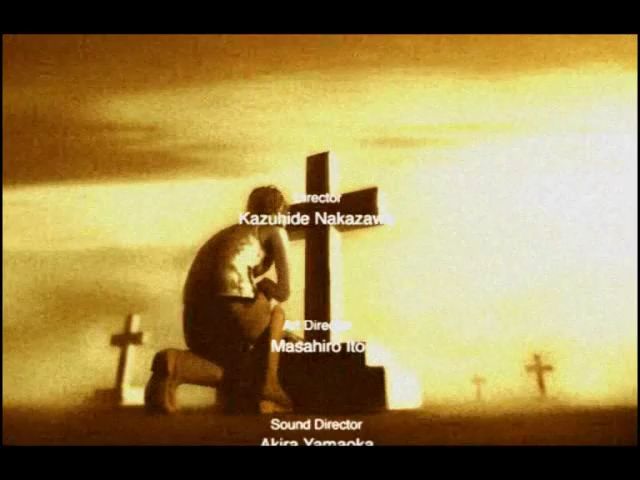 Director
Kazuhide Nakazawa
Art Director
Masahiro Ito
Sound Director
Akira Yamaoka